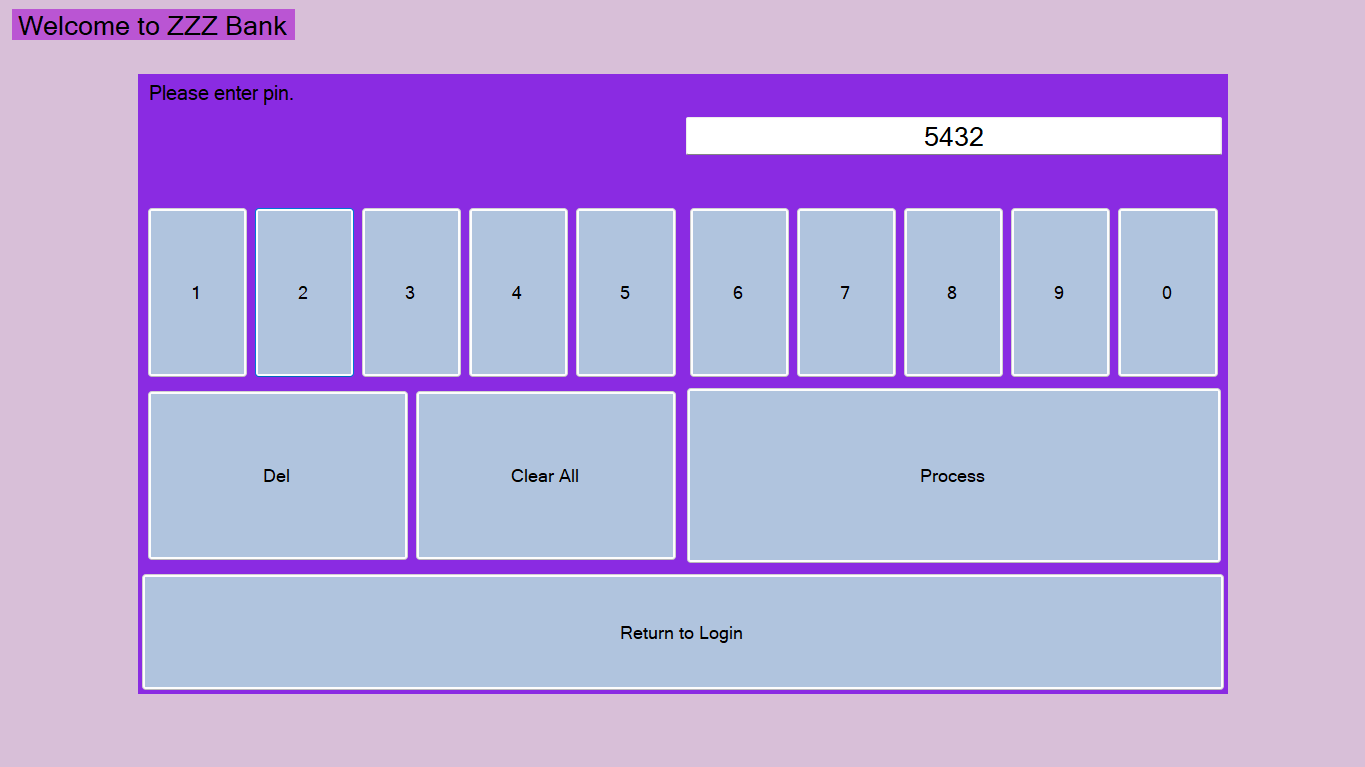 Welcome to ZZZ Bank
Please enter pin.
5432
1 2 3 4 5 6 7 8 9 0
Del Clear All Process
Return to Login